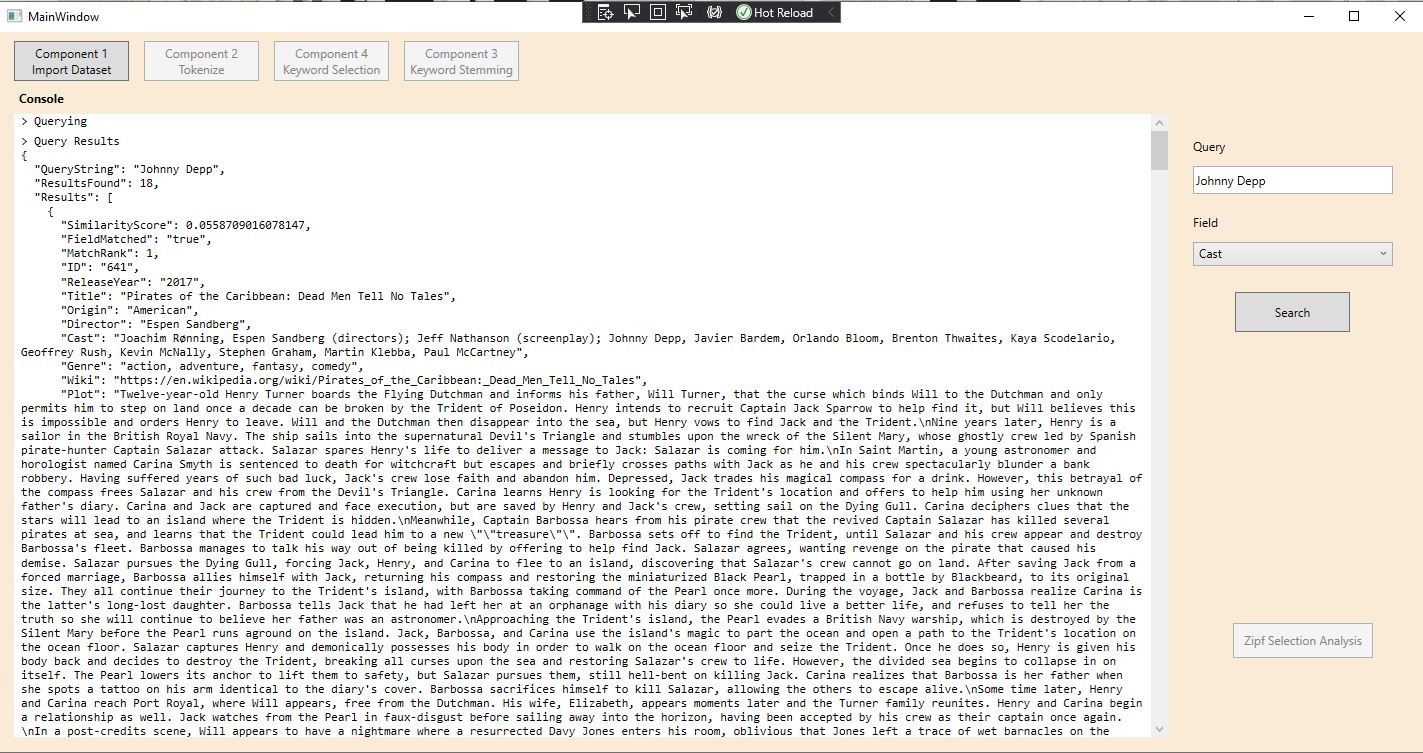 MainWindow
Hot Reload
Component 1
Import Dataset
Component 2
Tokenize
Component 4
Keyword Selection
Component 3
Keyword Stemming
Console
> Querying
> Query Results
{
"QueryString": "Johnny Depp",
"ResultsFound": 18,
"Results": [
{
"SimilarityScore": 0.0558709016078147,
"FieldMatched": "true",
"MatchRank": 1,
"ID": "641",
"ReleaseYear": "2017",
"Title": "Pirates of the Caribbean: Dead Men Tell No Tales",
"Origin": "American",
"Director": "Espen Sandberg",
"Cast": "Joachim Rønning, Espen Sandberg (directors); Jeff Nathanson (screenplay); Johnny Depp, Javier Bardem, Orlando Bloom, Brenton Thwaites, Kaya Scodelario,
Geoffrey Rush, Kevin McNally, Stephen Graham, Martin Klebba, Paul McCartney",
"Genre": "action, adventure, fantasy, comedy",
"Wiki": "https://en.wikipedia.org/wiki/Pirates_of_the_Caribbean:_Dead_Men_Tell_No_Tales",
"Plot": "Twelve-year-old Henry Turner boards the Flying Dutchman and informs his father, Will Turner, that the curse which binds Will to the Dutchman and only
permits him to step on land once a decade can be broken by the Trident of Poseidon. Henry intends to recruit Captain Jack Sparrow to help find it, but Will believes this
is impossible and orders Henry to leave. Will and the Dutchman then disappear into the sea, but Henry vows to find Jack and the Trident.\nNine years later, Henry is a
sailor in the British Royal Navy. The ship sails into the supernatural Devil's Triangle and stumbles upon the wreck of the Silent Mary, whose ghostly crew led by Spanish
pirate-hunter Captain Salazar attack. Salazar spares Henry's life to deliver a message to Jack: Salazar is coming for him.\nIn Saint Martin, a young astronomer and
horologist named Carina Smyth is sentenced to death for witchcraft but escapes and briefly crosses paths with Jack as he and his crew spectacularly blunder a bank
robbery. Having suffered years of such bad luck, Jack's crew lose faith and abandon him. Depressed, Jack trades his magical compass for a drink. However, this betrayal of
the compass frees Salazar and his crew from the Devil's Triangle. Carina learns Henry is looking for the Trident's location and offers to help him using her unknown
father's diary. Carina and Jack are captured and face execution, but are saved by Henry and Jack's crew, setting sail on the Dying Gull. Carina deciphers clues that the
stars will lead to an island where the Trident is hidden.\nMeanwhile, Captain Barbossa hears from his pirate crew that the revived Captain Salazar has killed several
pirates at sea, and learns that the Trident could lead him to a new \"\"treasure\"\". Barbossa sets off to find the Trident, until Salazar and his crew appear and destroy
Barbossa's fleet. Barbossa manages to talk his way out of being killed by offering to help find Jack. Salazar agrees, wanting revenge on the pirate that caused his
demise. Salazar pursues the Dying Gull, forcing Jack, Henry, and Carina to flee to an island, discovering that Salazar's crew cannot go on land. After saving Jack from a
forced marriage, Barbossa allies himself with Jack, returning his compass and restoring the miniaturized Black Pearl, trapped in a bottle by Blackbeard, to its original
size. They all continue their journey to the Trident's island, with Barbossa taking command of the Pearl once more. During the voyage, Jack and Barbossa realize Carina is
the latter's long-lost daughter. Barbossa tells Jack that he had left her at an orphanage with his diary so she could live a better life, and refuses to tell her the
truth so she will continue to believe her father was an astronomer.\nApproaching the Trident's island, the Pearl evades a British Navy warship, which is destroyed by the
Silent Mary before the Pearl runs aground on the island. Jack, Barbossa, and Carina use the island's magic to part the ocean and open a path to the Trident's location on
the ocean floor. Salazar captures Henry and demonically possesses his body in order to walk on the ocean floor and seize the Trident. Once he does so, Henry is given his
body back and decides to destroy the Trident, breaking all curses upon the sea and restoring Salazar's crew to life. However, the divided sea begins to collapse in on
itself. The Pearl lowers its anchor to lift them to safety, but Salazar pursues them, still hell-bent on killing Jack. Carina realizes that Barbossa is her father when
she spots a tattoo on his arm identical to the diary's cover. Barbossa sacrifices himself to kill Salazar, allowing the others to escape alive.\nSome time later, Henry
and Carina reach Port Royal, where Will appears, free from the Dutchman. His wife, Elizabeth, appears moments later and the Turner family reunites. Henry and Carina begin
a relationship as well. Jack watches from the Pearl in faux-disgust before sailing away into the horizon, having been accepted by his crew as their captain once again.
\nIn a post-credits scene, Will appears to have a nightmare where a resurrected Davy Jones enters his room, oblivious that Jones left a trace of wet barnacles on the
Query
Johnny Depp
Field
Cast
Search
Zipf Selection Analysis